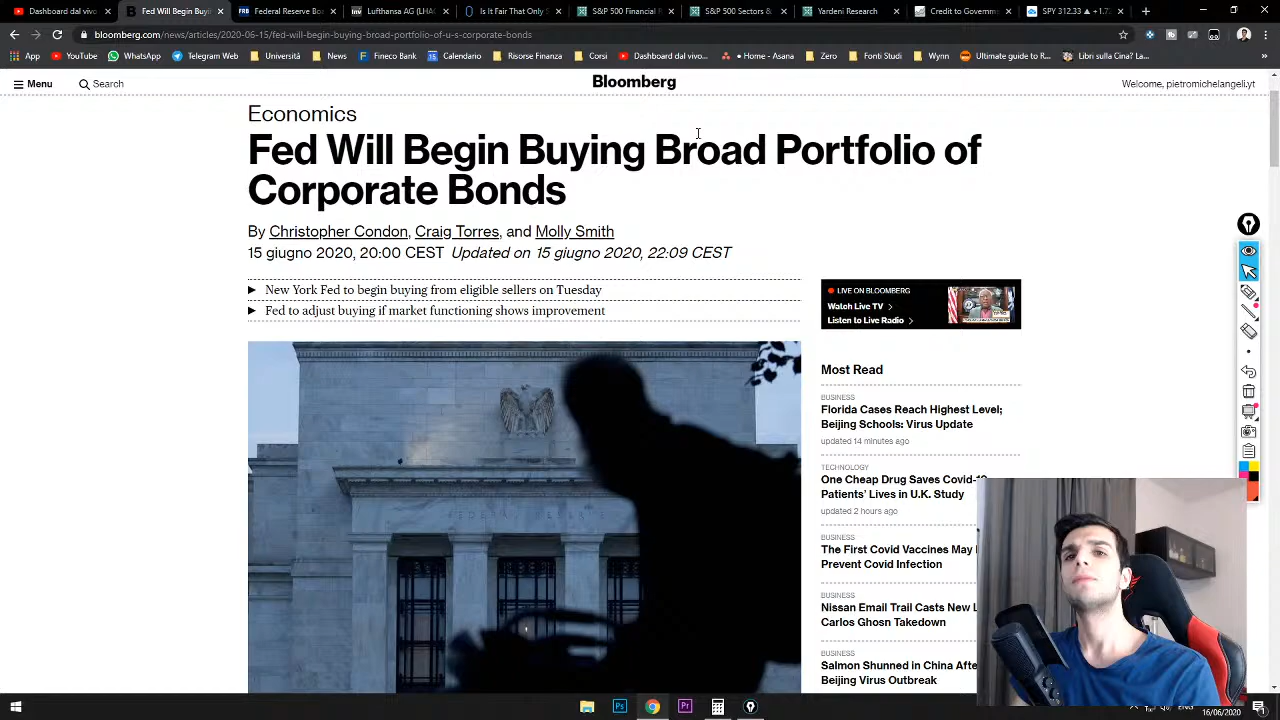 Dashboard dal vivo
Fed Will Begin Buyin
Federal Reserve Bo
Lufthansa AG (LHA
Is It Fair That Only
S&P 500 Financial
S&P 500 Sectors &
Yardeni Research
Credit to Governm
SPY 312.33 ▲ +1.7
bloomberg.com/news/articles/2020-06-15/fed-will-begin-buying-broad-portfolio-of-u-s-corporate-bonds
App
YouTube
WhatsApp
Telegram Web
Università
News
Fineco Bank
Calendario
Risorse Finanza
Corsi
Dashboard dal vivo...
Home - Asana
Zero
Fonti Studi
Wynn
Ultimate guide to R...
Libri sulla Cina? La...
Menu
Search
Bloomberg
Welcome, pietromichelangeli.yt
Economics
Fed Will Begin Buying Broad Portfolio of
Corporate Bonds
By Christopher Condon, Craig Torres, and Molly Smith
15 giugno 2020, 20:00 CEST Updated on 15 giugno 2020, 22:09 CEST
▶ New York Fed to begin buying from eligible sellers on Tuesday
▶ Fed to adjust buying if market functioning shows improvement
LIVE ON BLOOMBERG
Watch Live TV >
Listen to Live Radio >
Most Read
BUSINESS
Florida Cases Reach Highest Level;
Beijing Schools: Virus Update
updated 14 minutes ago
TECHNOLOGY
One Cheap Drug Saves Covid-19
Patients' Lives in U.K. Study
updated 2 hours ago
BUSINESS
The First Covid Vaccines May
Prevent Covid Infection
BUSINESS
Nissan Email Trail Casts New L
Carlos Ghosn Takedown
BUSINESS
Salmon Shunned in China Afte
Beijing Virus Outbreak
16/06/2020